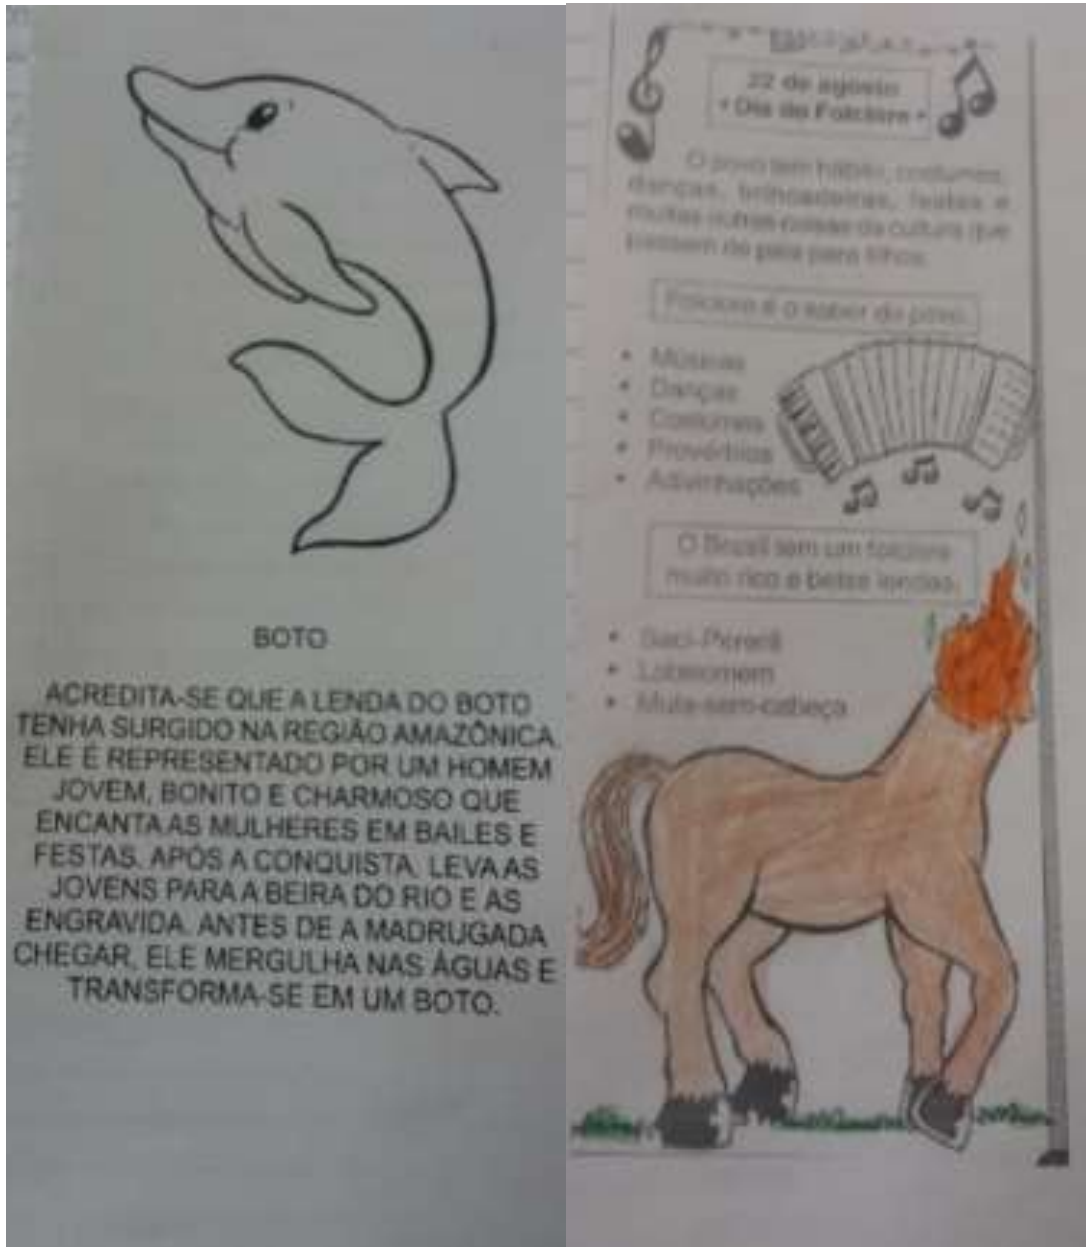 BOTO
ACREDITA-SE QUE A LENDA DO BOTO
TENHA SURGIDO NA REGIÃO AMAZÔNICA.
ELE É REPRESENTADO POR UM HOMEM
JOVEM, BONITO E CHARMOSO QUE
ENCANTA AS MULHERES EM BAILES E
FESTAS. APÓS A CONQUISTA, LEVA AS
JOVENS PARA A BEIRA DO RIO E AS
ENGRAVIDA. ANTES DE A MADRUGADA
CHEGAR, ELE MERGULHA NAS ÁGUAS E
TRANSFORMA-SE EM UM BOTO.
22 de agosto
• Dia do Folclore •
O povo tem hábito, costumes,
danças, brincadeiras, festas e
muitas outras coisas da cultura que
passam de pais para filhos.
Folclore é o saber do povo.
• Músicas
• Danças
• Costumes
• Provérbios
• Adivinhações
O Brasil tem um folclore
muito rico e belas lendas.
• Saci-Pererê
• Lobisomem
• Mula-sem-cabeça